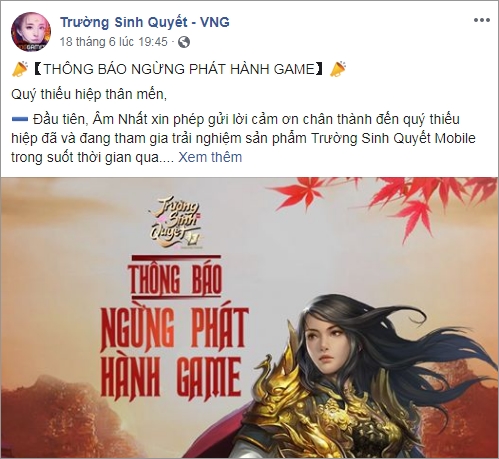 Trường Sinh Quyết - VNG
18 tháng 6 lúc 19:45 ·
【THÔNG BÁO NGỪNG PHÁT HÀNH GAME】
Quý thiếu hiệp thân mến,
Đầu tiên, Âm Nhất xin phép gửi lời cảm ơn chân thành đến quý thiếu
hiệp đã và đang tham gia trải nghiệm sản phẩm Trường Sinh Quyết Mobile
trong suốt thời gian qua.... Xem thêm
Trường
Sinh
Quyết
THÔNG BÁO
NGỪNG PHÁT
HÀNH GAME